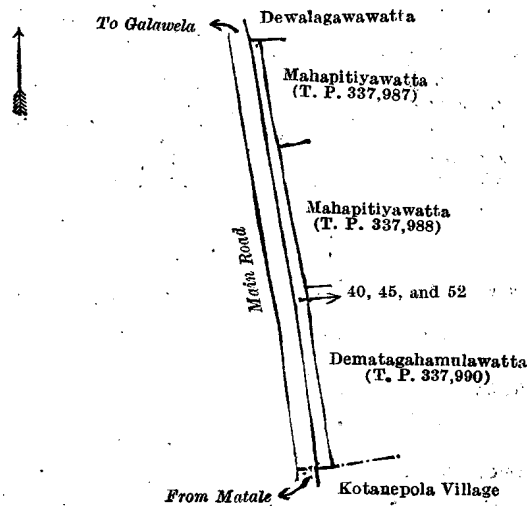 To Galawela
Dewalagawawatta
Mahapitiyawatta
(T. P. 337,987)
Mahapitiyawatta
(T. P. 337,988)
Main Road
40, 45, and 52
Dematagahamulawatta
(T. P. 337,990)
From Matale
Kotanepola Village